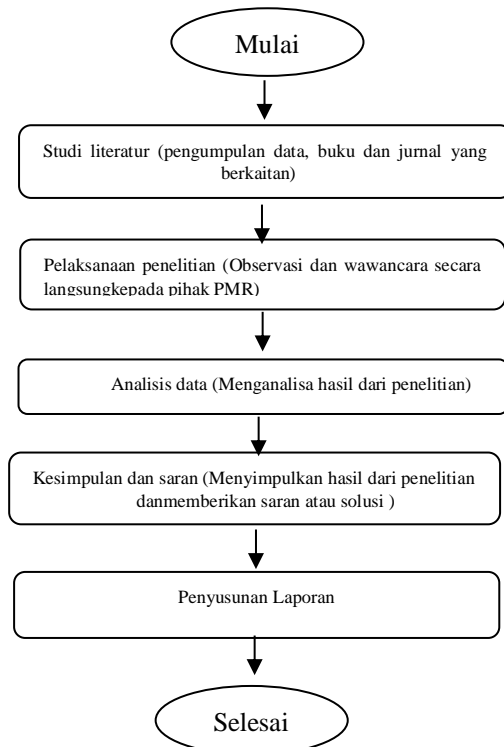 Mulai
Studi literatur (pengumpulan data, buku dan jurnal yang
berkaitan)
Pelaksanaan penelitian (Observasi dan wawancara secara
langsungkepada pihak PMR)
Analisis data (Menganalisa hasil dari penelitian)
Kesimpulan dan saran (Menyimpulkan hasil dari penelitian
danmemberikan saran atau solusi )
Penyusunan Laporan
Selesai